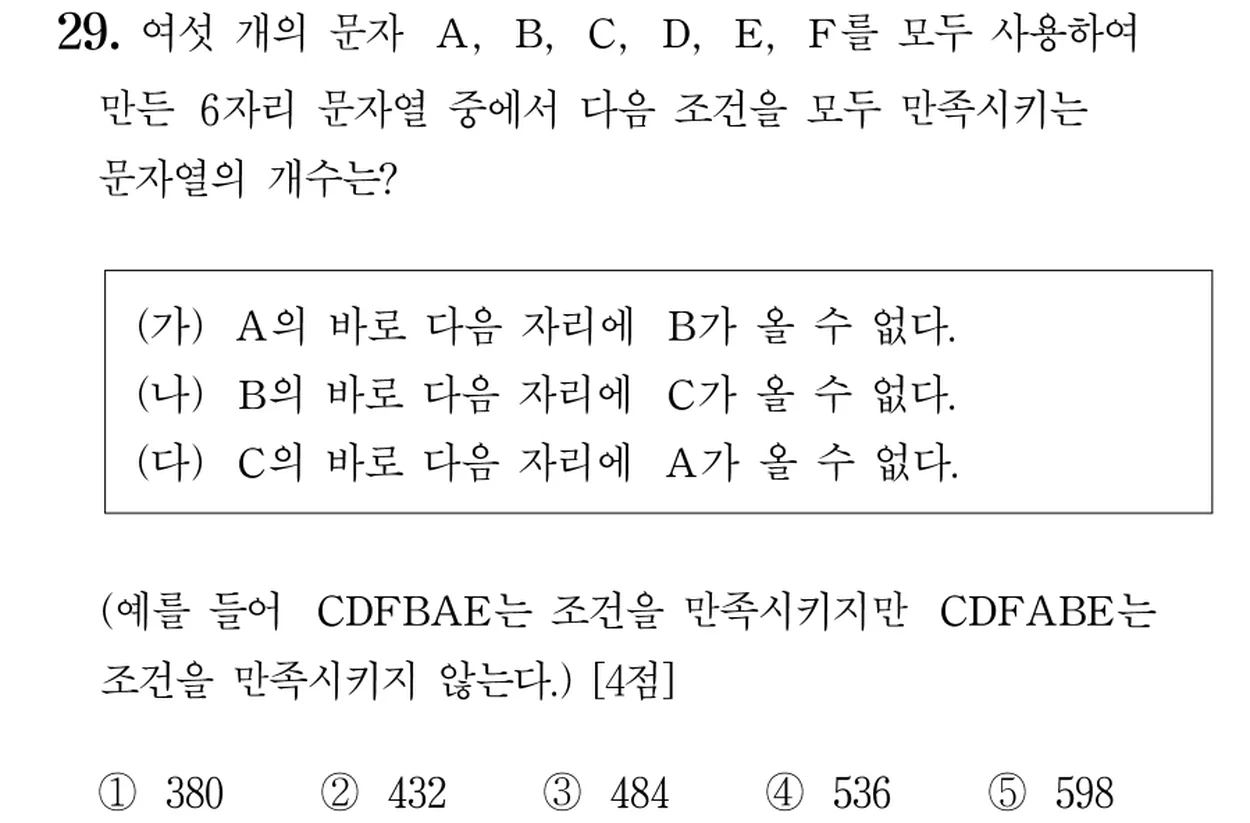 29. 여섯 개의 문자 A, B, C, D, E, F를 모두 사용하여
만든 6자리 문자열 중에서 다음 조건을 모두 만족시키는
문자열의 개수는?
(가) A의 바로 다음 자리에 B가 올 수 없다.
(나) B의 바로 다음 자리에 C가 올 수 없다.
(다) C의 바로 다음 자리에 A가 올 수 없다.
(예를 들어 CDFBAE는 조건을 만족시키지만 CDFABE는
조건을 만족시키지 않는다.) [4점]
① 380 ② 432 ③ 484 ④ 536 ⑤ 598